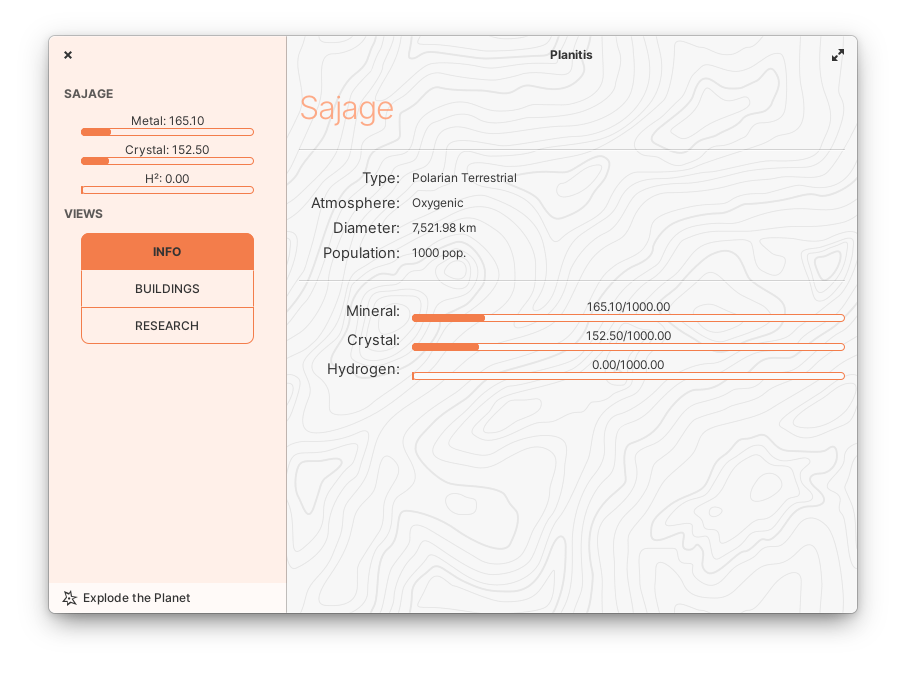 Planitis
SAJAGE
Metal: 165.10
Crystal: 152.50
H²: 0.00
VIEWS
INFO
BUILDINGS
RESEARCH
Explode the Planet
Sajage
Type: Polarian Terrestrial
Atmosphere: Oxygenic
Diameter: 7,521.98 km
Population: 1000 pop.
Mineral: 165.10/1000.00
Crystal: 152.50/1000.00
Hydrogen: 0.00/1000.00